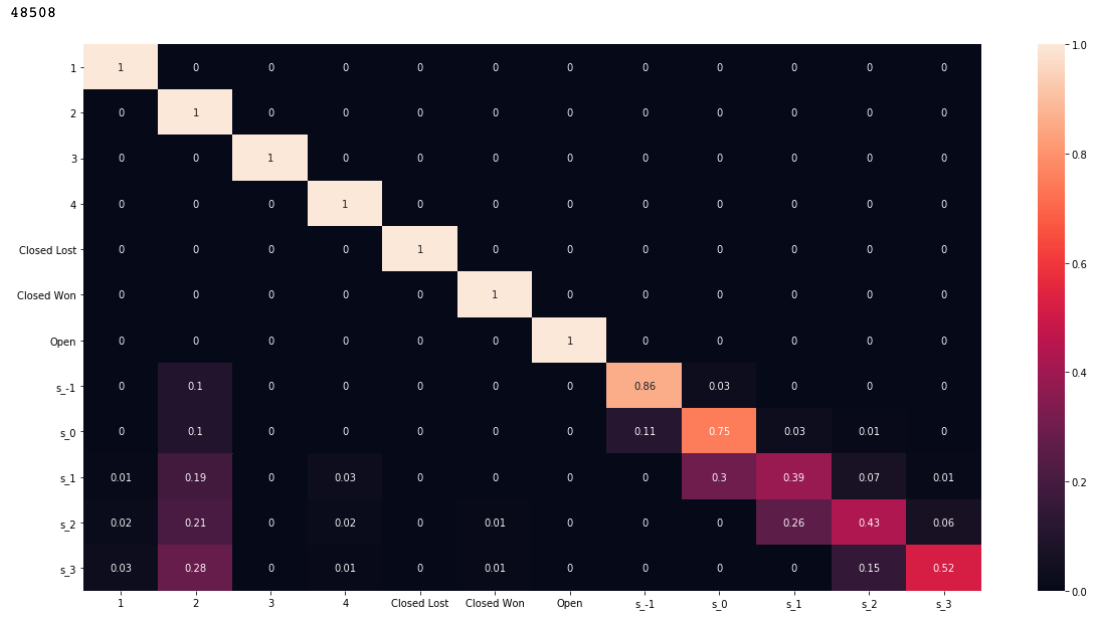 48508
1 1 0 0 0 0 0 0 0 0 0 0 0 1.0
2 0 1 0 0 0 0 0 0 0 0 0 0
3 0 0 1 0 0 0 0 0 0 0 0 0 0.8
4 0 0 0 1 0 0 0 0 0 0 0 0
Closed Lost 0 0 0 0 1 0 0 0 0 0 0 0 0.6
Closed Won 0 0 0 0 0 1 0 0 0 0 0 0
Open 0 0 0 0 0 0 1 0 0 0 0 0
s_-1 0 0.1 0 0 0 0 0 0.86 0.03 0 0 0 0.4
s_0 0 0.1 0 0 0 0 0 0.11 0.75 0.03 0.01 0
s_1 0.01 0.19 0 0.03 0 0 0 0 0.3 0.39 0.07 0.01 0.2
s_2 0.02 0.21 0 0.02 0 0.01 0 0 0 0.26 0.43 0.06
s_3 0.03 0.28 0 0.01 0 0.01 0 0 0 0 0.15 0.52 0.0
1 2 3 4 Closed Lost Closed Won Open s_-1 s_0 s_1 s_2 s_3